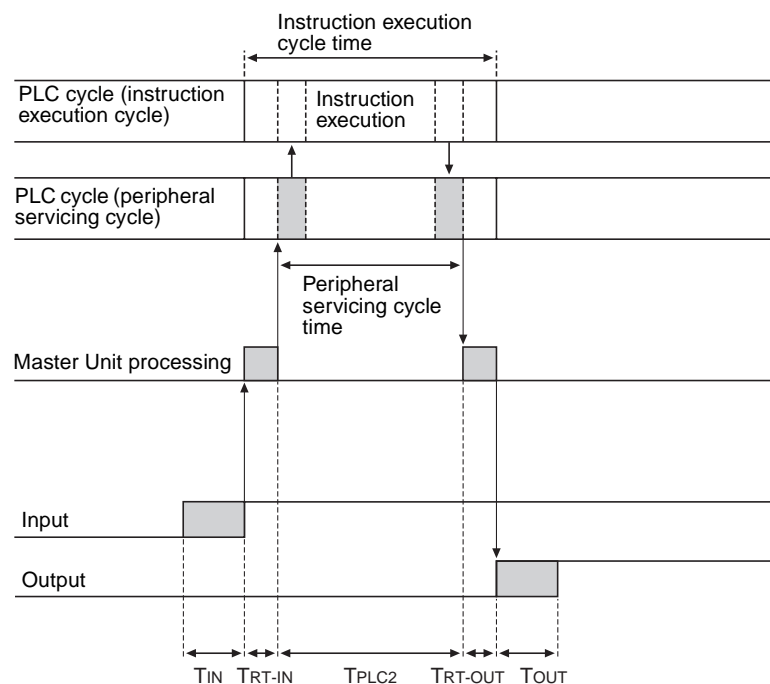 Instruction execution
cycle time
PLC cycle (instruction
execution cycle)
Instruction
execution
PLC cycle (peripheral
servicing cycle)
Peripheral
servicing cycle
time
Master Unit processing
Input
Output
TIN TRT-IN TPLC2 TRT-OUT TOUT